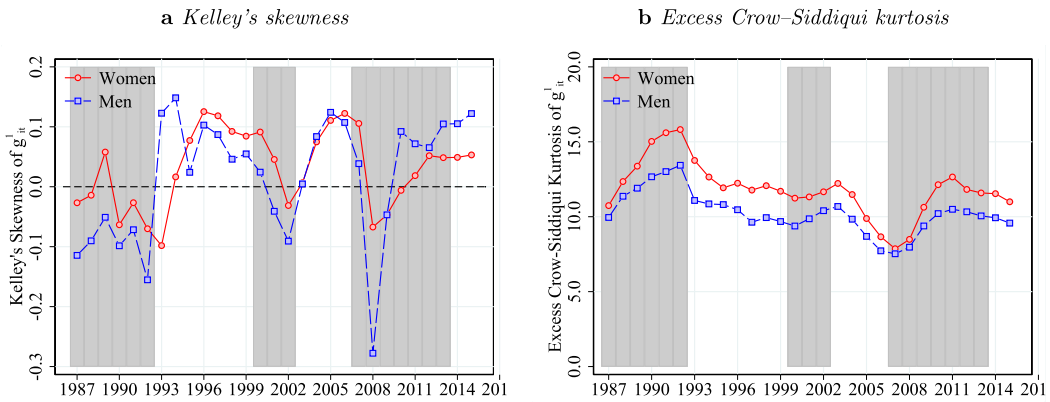 a Kelley's skewness
Kelley's Skewness of g¹ᵢₜ
0.2
0.1
0.0
-0.1
-0.2
-0.3
Women
Men
1987 1990 1993 1996 1999 2002 2005 2008 2011 2014 201
b Excess Crow–Siddiqui kurtosis
Excess Crow-Siddiqui Kurtosis of g¹ᵢₜ
20.0
15.0
10.0
5.0
0.0
Women
Men
1987 1990 1993 1996 1999 2002 2005 2008 2011 2014 201